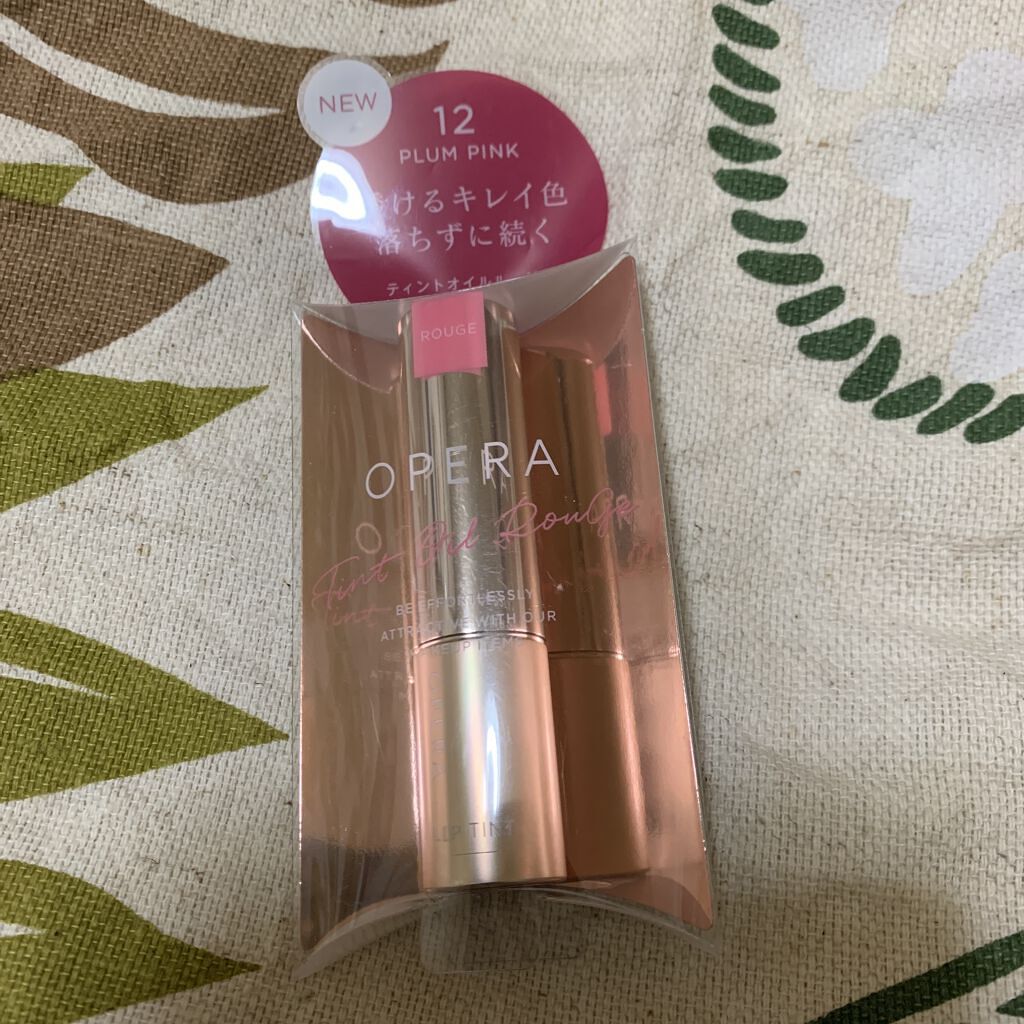 NEW
12
PLUM PINK
けるキレイ色
落ちずに続く
ティントオイル
ROUGE
OPERA
Tint Oil Rouge
BE EFFORTLESSLY
ATTRACTIVE WITH OUR
LIP TINT